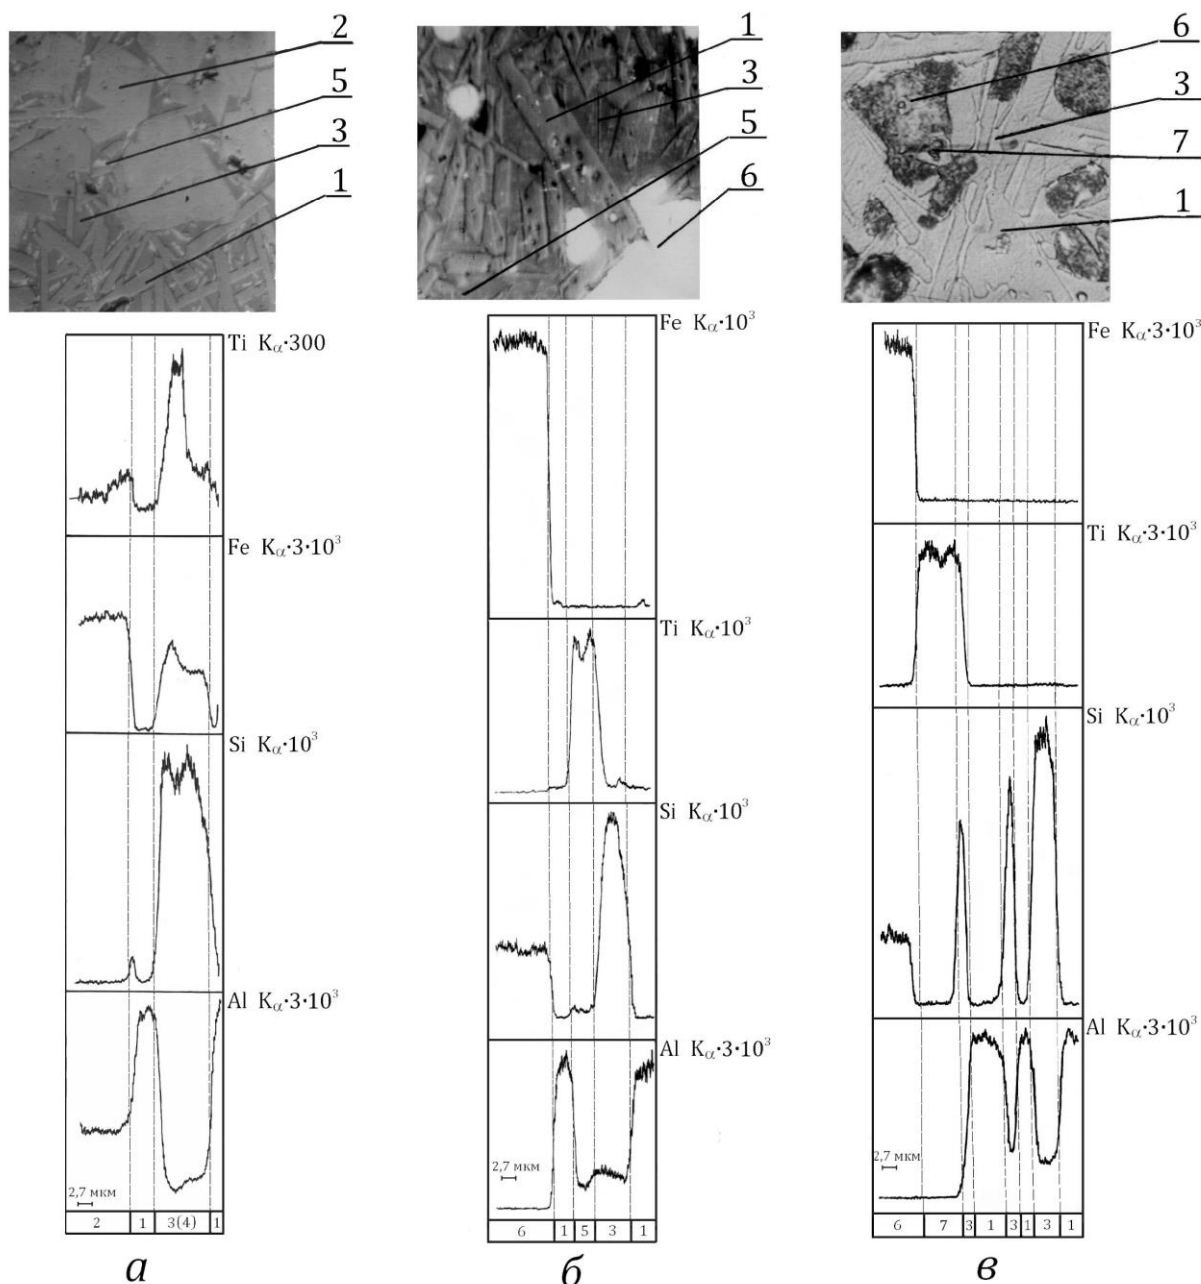 2
5
3
1
1
3
5
6
6
3
7
1
Ti Kα·300
Fe Kα·3·10³
Si Kα·10³
Al Kα·3·10³
2,7 мкм
2 1 3(4) 1
а
Fe Kα·10³
Ti Kα·10³
Si Kα·10³
Al Kα·3·10³
2,7 мкм
6 1 5 3 1
б
Fe Kα·3·10³
Ti Kα·3·10³
Si Kα·10³
Al Kα·3·10³
2,7 мкм
6 7 3 1 3 1 3 1
в